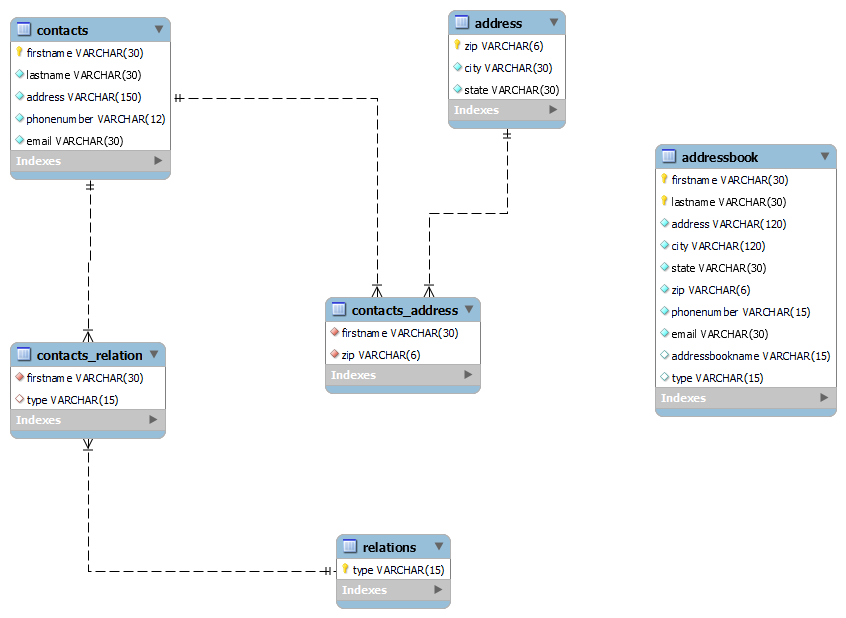 contacts
firstname VARCHAR(30)
lastname VARCHAR(30)
address VARCHAR(150)
phonenumber VARCHAR(12)
email VARCHAR(30)
Indexes
address
zip VARCHAR(6)
city VARCHAR(30)
state VARCHAR(30)
Indexes
addressbook
firstname VARCHAR(30)
lastname VARCHAR(30)
address VARCHAR(120)
city VARCHAR(120)
state VARCHAR(30)
zip VARCHAR(6)
phonenumber VARCHAR(15)
email VARCHAR(30)
addressbookname VARCHAR(15)
type VARCHAR(15)
Indexes
contacts_address
firstname VARCHAR(30)
zip VARCHAR(6)
Indexes
contacts_relation
firstname VARCHAR(30)
type VARCHAR(15)
Indexes
relations
type VARCHAR(15)
Indexes